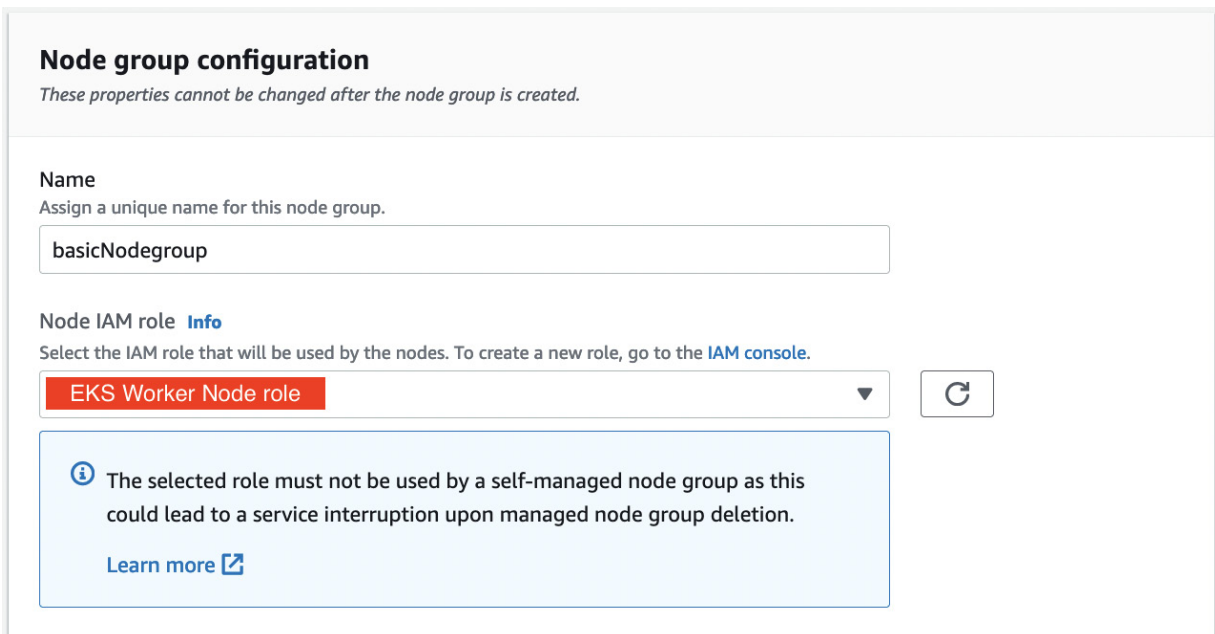 Node group configuration
These properties cannot be changed after the node group is created.
Name
Assign a unique name for this node group.
basicNodegroup
Node IAM role Info
Select the IAM role that will be used by the nodes. To create a new role, go to the IAM console.
EKS Worker Node role
The selected role must not be used by a self-managed node group as this
could lead to a service interruption upon managed node group deletion.
Learn more